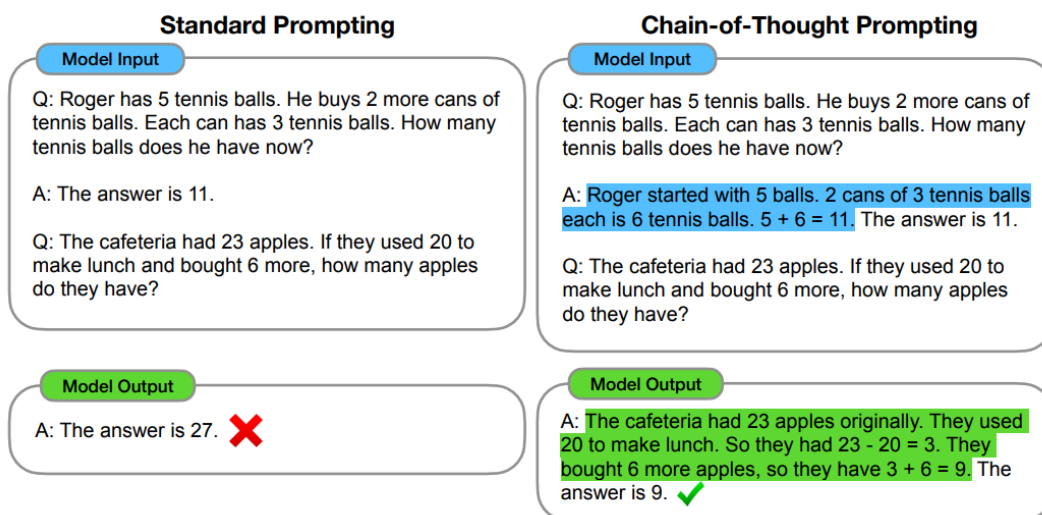 Standard Prompting
Model Input
Q: Roger has 5 tennis balls. He buys 2 more cans of
tennis balls. Each can has 3 tennis balls. How many
tennis balls does he have now?
A: The answer is 11.
Q: The cafeteria had 23 apples. If they used 20 to
make lunch and bought 6 more, how many apples
do they have?
Model Output
A: The answer is 27.
Chain-of-Thought Prompting
Model Input
Q: Roger has 5 tennis balls. He buys 2 more cans of
tennis balls. Each can has 3 tennis balls. How many
tennis balls does he have now?
A: Roger started with 5 balls. 2 cans of 3 tennis balls
each is 6 tennis balls. 5 + 6 = 11. The answer is 11.
Q: The cafeteria had 23 apples. If they used 20 to
make lunch and bought 6 more, how many apples
do they have?
Model Output
A: The cafeteria had 23 apples originally. They used
20 to make lunch. So they had 23 - 20 = 3. They
bought 6 more apples, so they have 3 + 6 = 9. The
answer is 9.